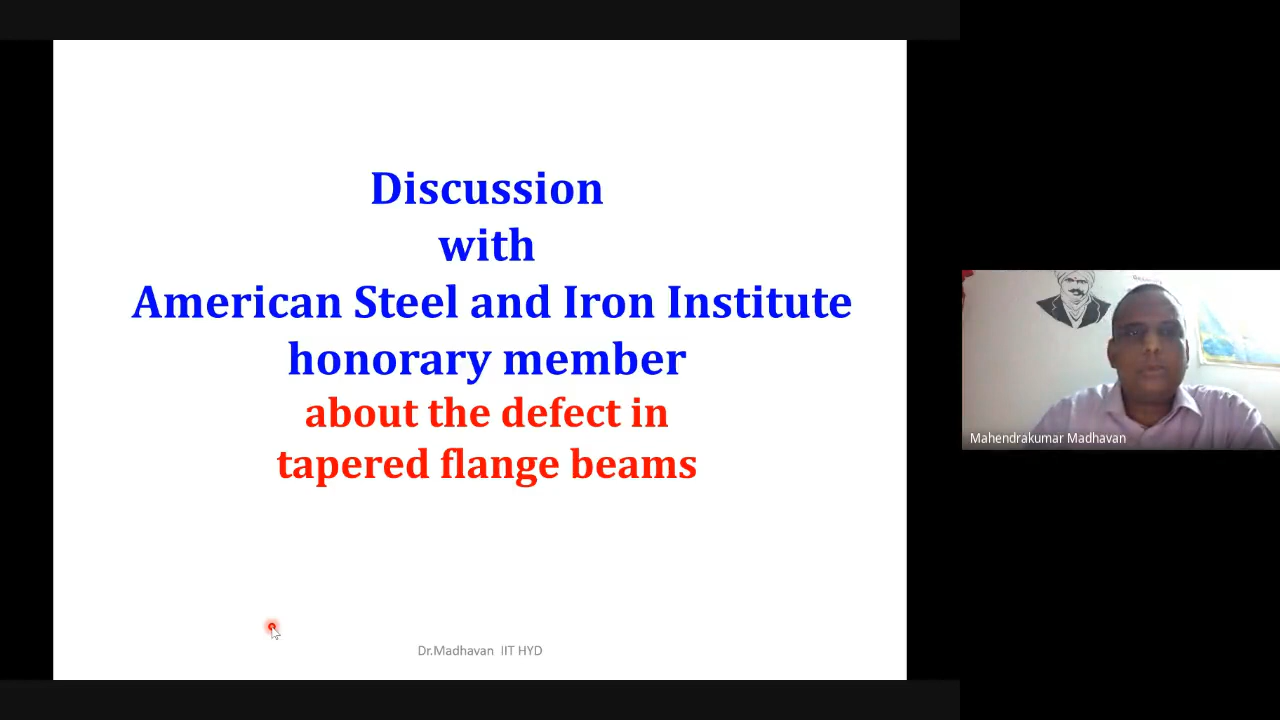 Discussion
with
American Steel and Iron Institute
honorary member
about the defect in
tapered flange beams
Dr.Madhavan IIT HYD
Mahendrakumar Madhavan